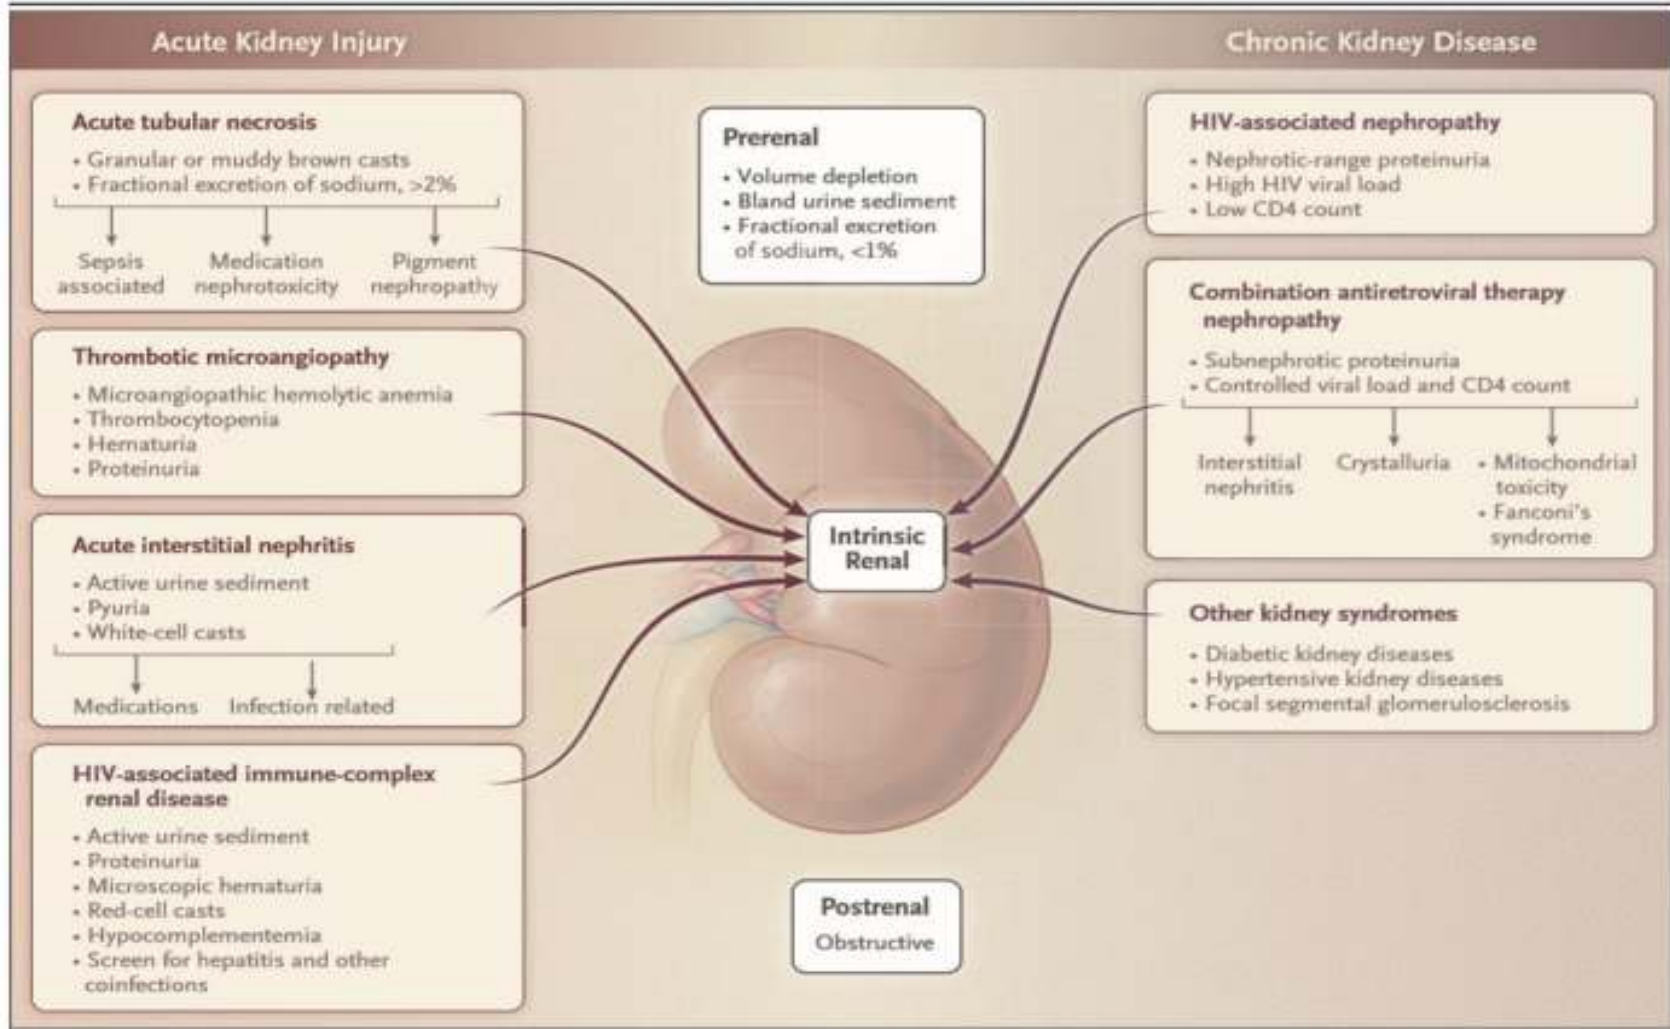 Acute Kidney Injury
Chronic Kidney Disease
Acute tubular necrosis
• Granular or muddy brown casts
• Fractional excretion of sodium, >2%
Sepsis
associated
Medication
nephrotoxicity
Pigment
nephropathy
Thrombotic microangiopathy
• Microangiopathic hemolytic anemia
• Thrombocytopenia
• Hematuria
• Proteinuria
Acute interstitial nephritis
• Active urine sediment
• Pyuria
• White-cell casts
Medications
Infection related
HIV-associated immune-complex
renal disease
• Active urine sediment
• Proteinuria
• Microscopic hematuria
• Red-cell casts
• Hypocomplementemia
• Screen for hepatitis and other
coinfections
Prerenal
• Volume depletion
• Bland urine sediment
• Fractional excretion
of sodium, <1%
Intrinsic
Renal
Postrenal
Obstructive
HIV-associated nephropathy
• Nephrotic-range proteinuria
• High HIV viral load
• Low CD4 count
Combination antiretroviral therapy
nephropathy
• Subnephrotic proteinuria
• Controlled viral load and CD4 count
Interstitial
nephritis
Crystalluria
• Mitochondrial
toxicity
• Fanconi's
syndrome
Other kidney syndromes
• Diabetic kidney diseases
• Hypertensive kidney diseases
• Focal segmental glomerulosclerosis